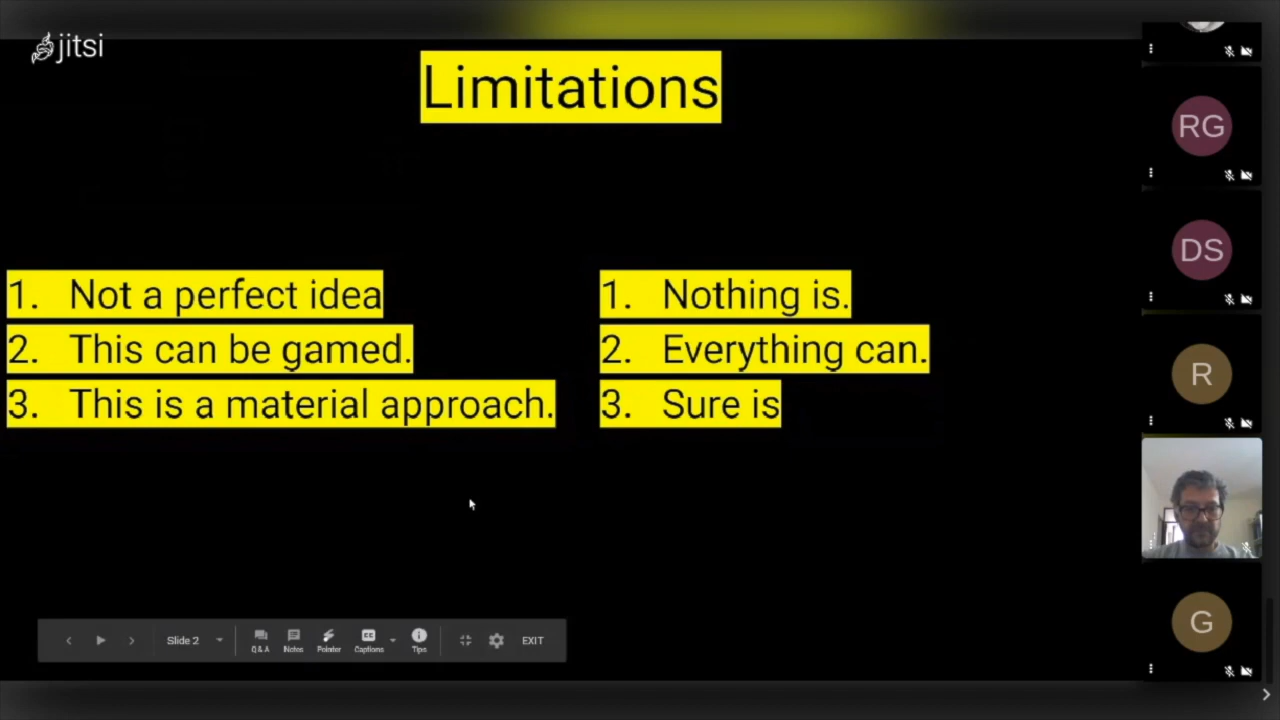 jitsi
Limitations
1. Not a perfect idea
2. This can be gamed.
3. This is a material approach.
1. Nothing is.
2. Everything can.
3. Sure is
RG
DS
R
G
Slide 2
Q & A
Notes
Pointer
CC
Captions
Tips
EXIT